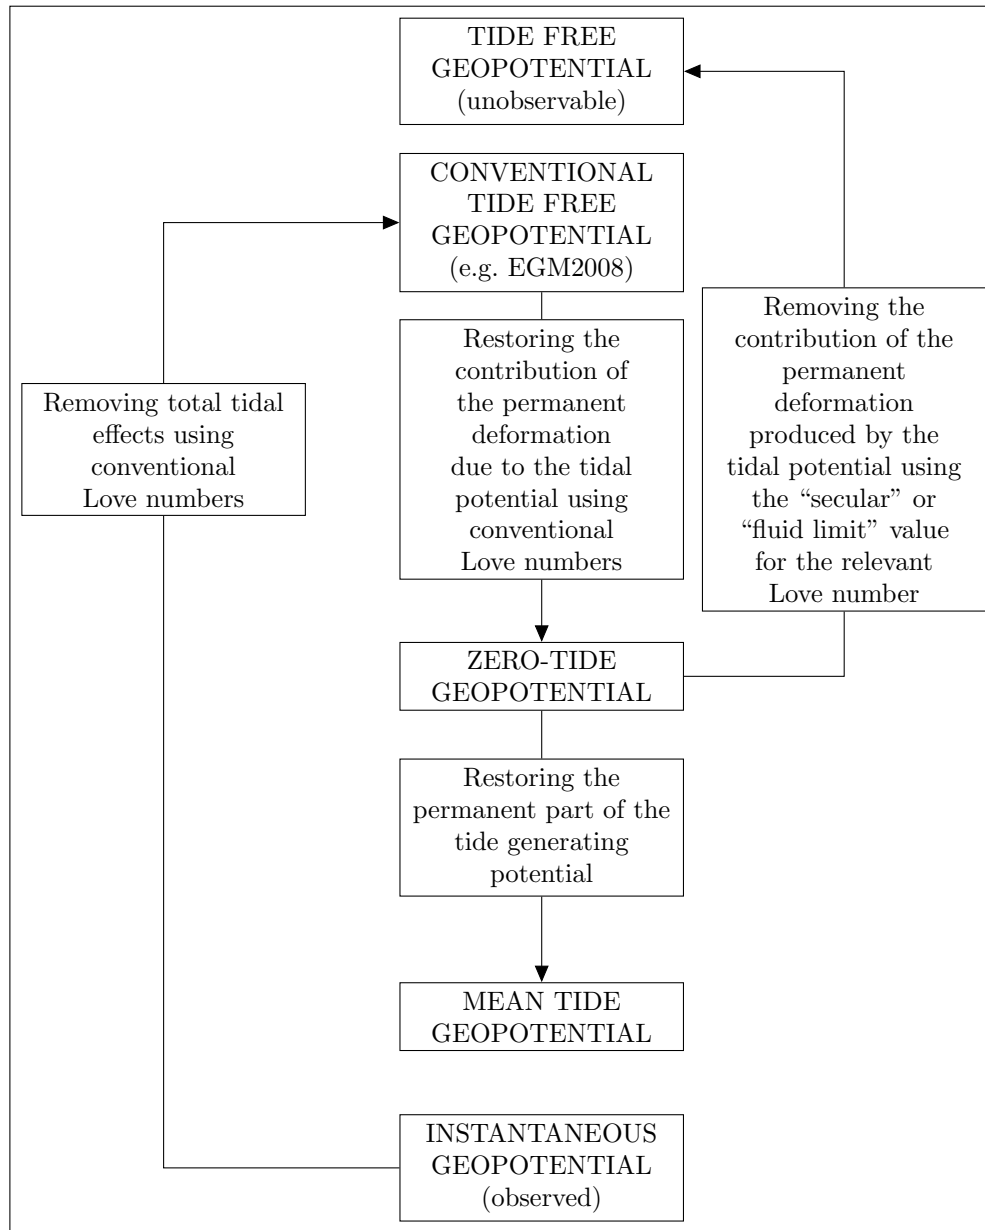 TIDE FREE
GEOPOTENTIAL
(unobservable)
CONVENTIONAL
TIDE FREE
GEOPOTENTIAL
(e.g. EGM2008)
Removing total tidal
effects using
conventional
Love numbers
Restoring the
contribution of
the permanent
deformation
due to the tidal
potential using
conventional
Love numbers
Removing the
contribution of the
permanent
deformation
produced by the
tidal potential using
the “secular” or
“fluid limit” value
for the relevant
Love number
ZERO-TIDE
GEOPOTENTIAL
Restoring the
permanent part of the
tide generating
potential
MEAN TIDE
GEOPOTENTIAL
INSTANTANEOUS
GEOPOTENTIAL
(observed)